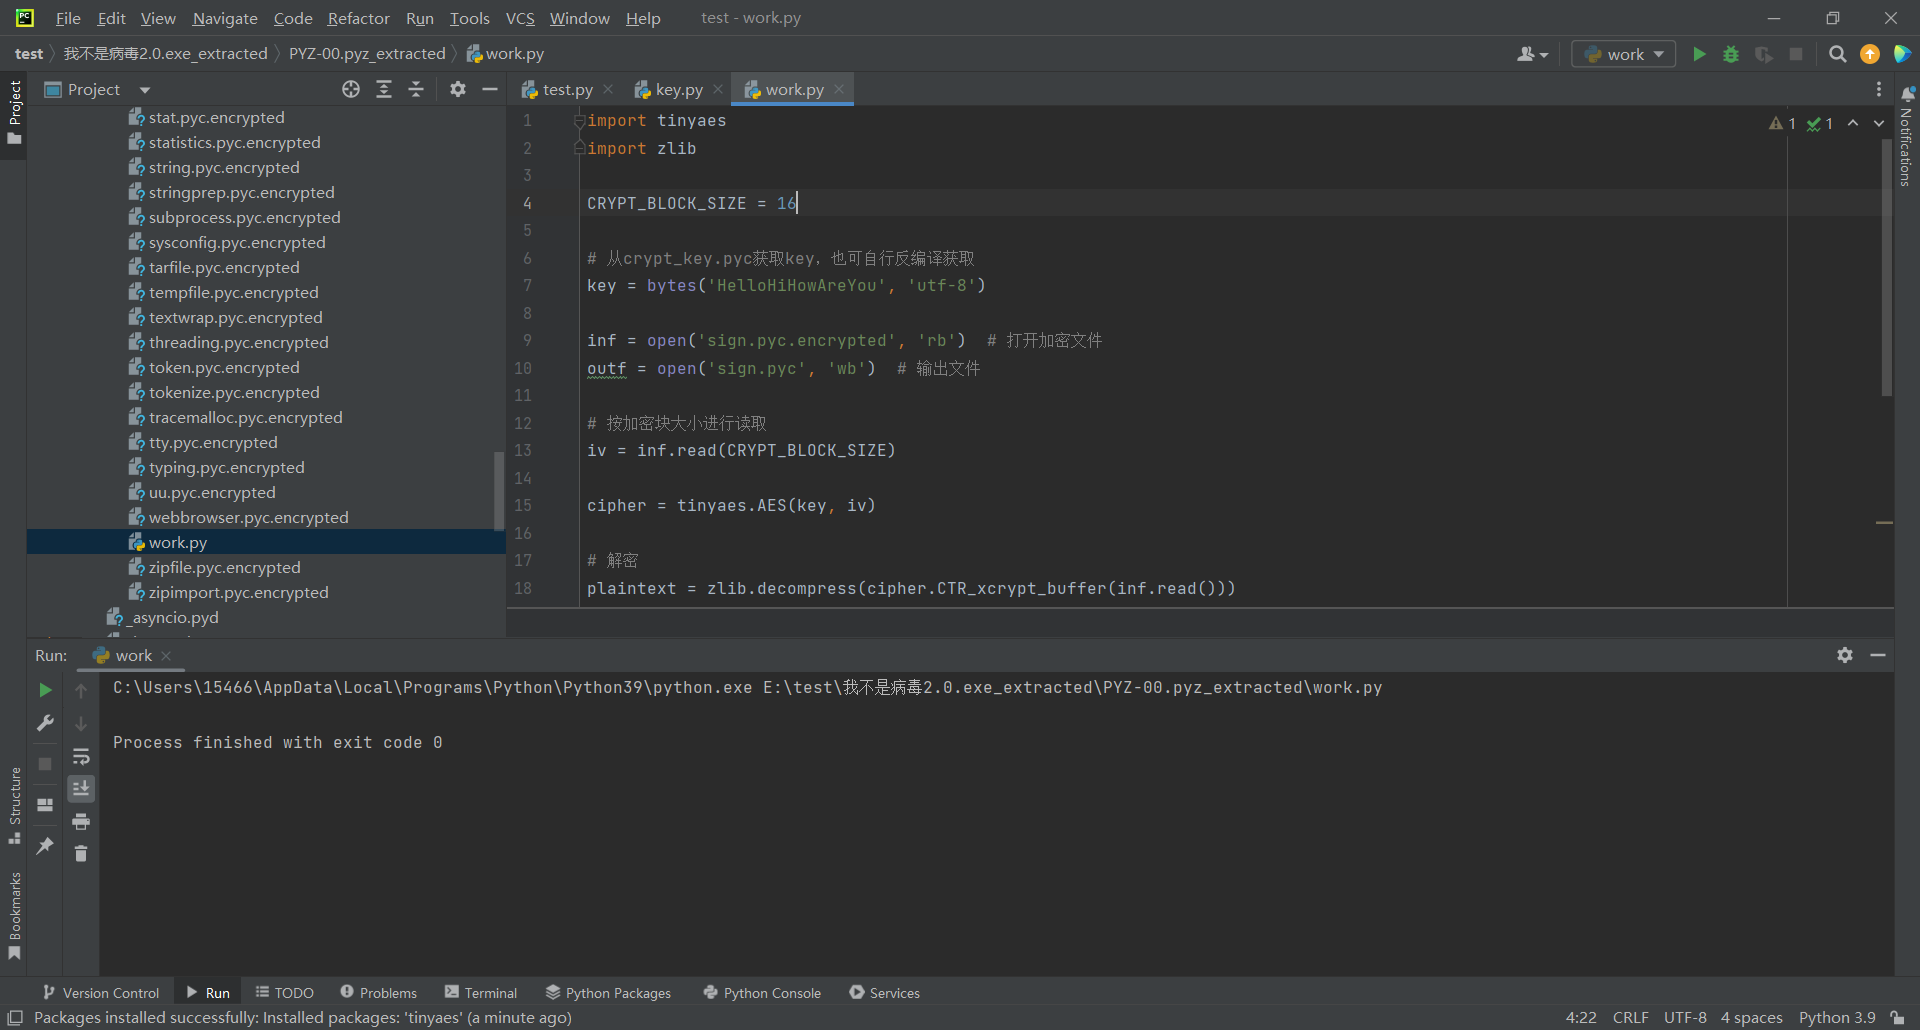 File Edit View Navigate Code Refactor Run Tools VCS Window Help test - work.py
test 我不是病毒2.0.exe_extracted PYZ-00.pyz_extracted work.py work
Project
Project
test.py key.py work.py
Notifications
stat.pyc.encrypted
statistics.pyc.encrypted
string.pyc.encrypted
stringprep.pyc.encrypted
subprocess.pyc.encrypted
sysconfig.pyc.encrypted
tarfile.pyc.encrypted
tempfile.pyc.encrypted
textwrap.pyc.encrypted
threading.pyc.encrypted
token.pyc.encrypted
tokenize.pyc.encrypted
tracemalloc.pyc.encrypted
tty.pyc.encrypted
typing.pyc.encrypted
uu.pyc.encrypted
webbrowser.pyc.encrypted
work.py
zipfile.pyc.encrypted
zipimport.pyc.encrypted
_asyncio.pyd
1 import tinyaes
1 1
2 import zlib
3
4 CRYPT_BLOCK_SIZE = 16
5
6 # 从crypt_key.pyc获取key，也可自行反编译获取
7 key = bytes('HelloHiHowAreYou', 'utf-8')
8
9 inf = open('sign.pyc.encrypted', 'rb') # 打开加密文件
10 outf = open('sign.pyc', 'wb') # 输出文件
11
12 # 按加密块大小进行读取
13 iv = inf.read(CRYPT_BLOCK_SIZE)
14
15 cipher = tinyaes.AES(key, iv)
16
17 # 解密
18 plaintext = zlib.decompress(cipher.CTR_xcrypt_buffer(inf.read()))
Run: work
C:\Users\15466\AppData\Local\Programs\Python\Python39\python.exe E:\test\我不是病毒2.0.exe_extracted\PYZ-00.pyz_extracted\work.py
Process finished with exit code 0
Structure
Bookmarks
Version Control Run TODO Problems Terminal Python Packages Python Console Services
Packages installed successfully: Installed packages: 'tinyaes' (a minute ago) 4:22 CRLF UTF-8 4 spaces Python 3.9